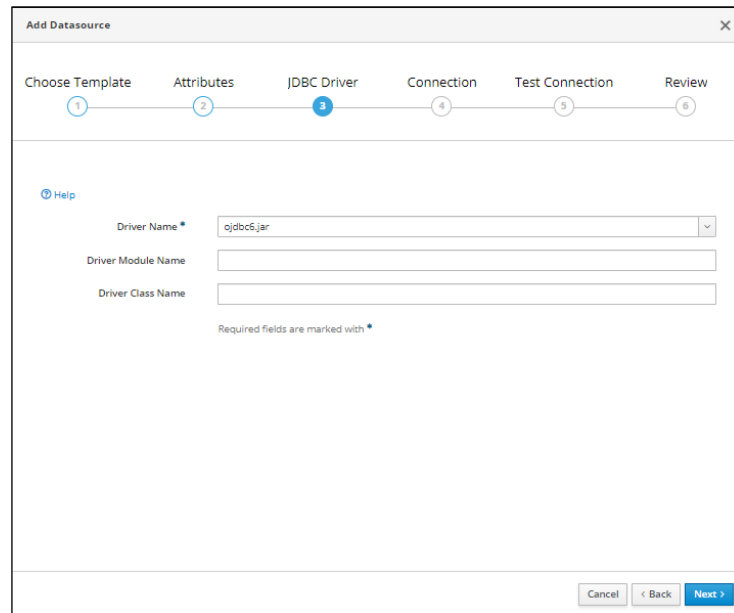 Add Datasource ×
Choose Template Attributes JDBC Driver Connection Test Connection Review
1 2 3 4 5 6
? Help
Driver Name * ojdbc6.jar
Driver Module Name
Driver Class Name
Required fields are marked with *
Cancel < Back Next >